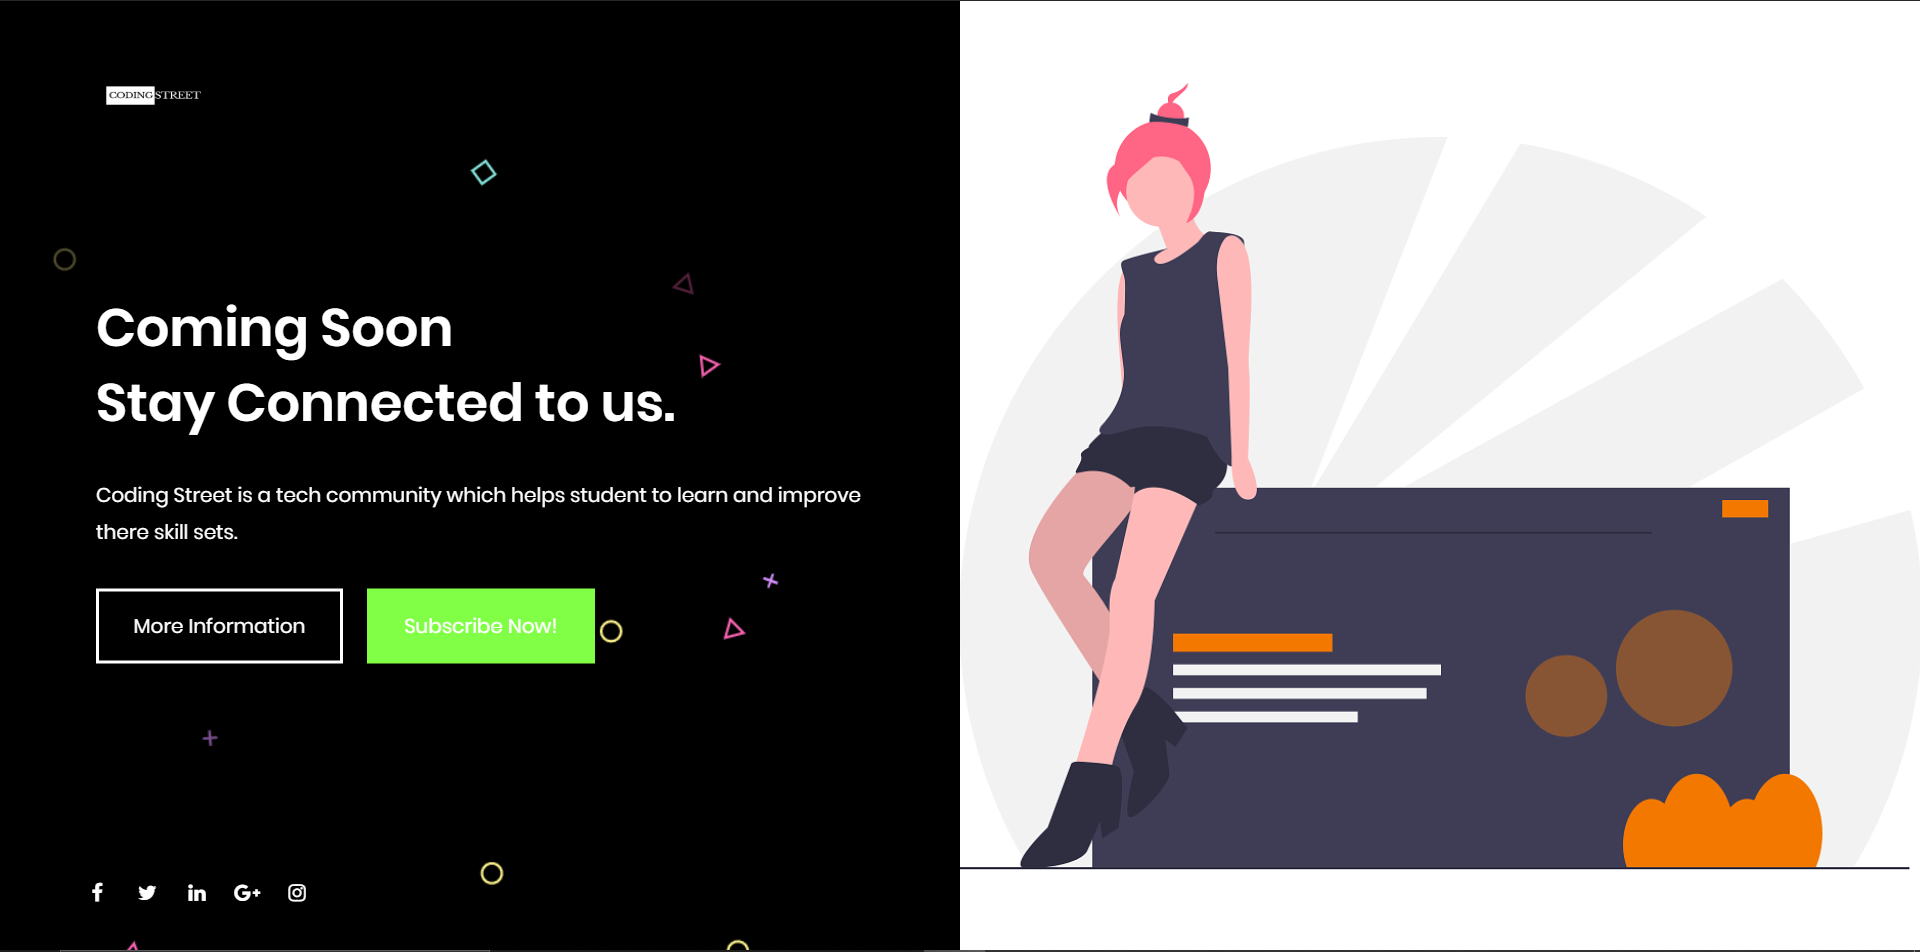 CODING STREET
Coming Soon
Stay Connected to us.
Coding Street is a tech community which helps student to learn and improve
there skill sets.
More Information
Subscribe Now!